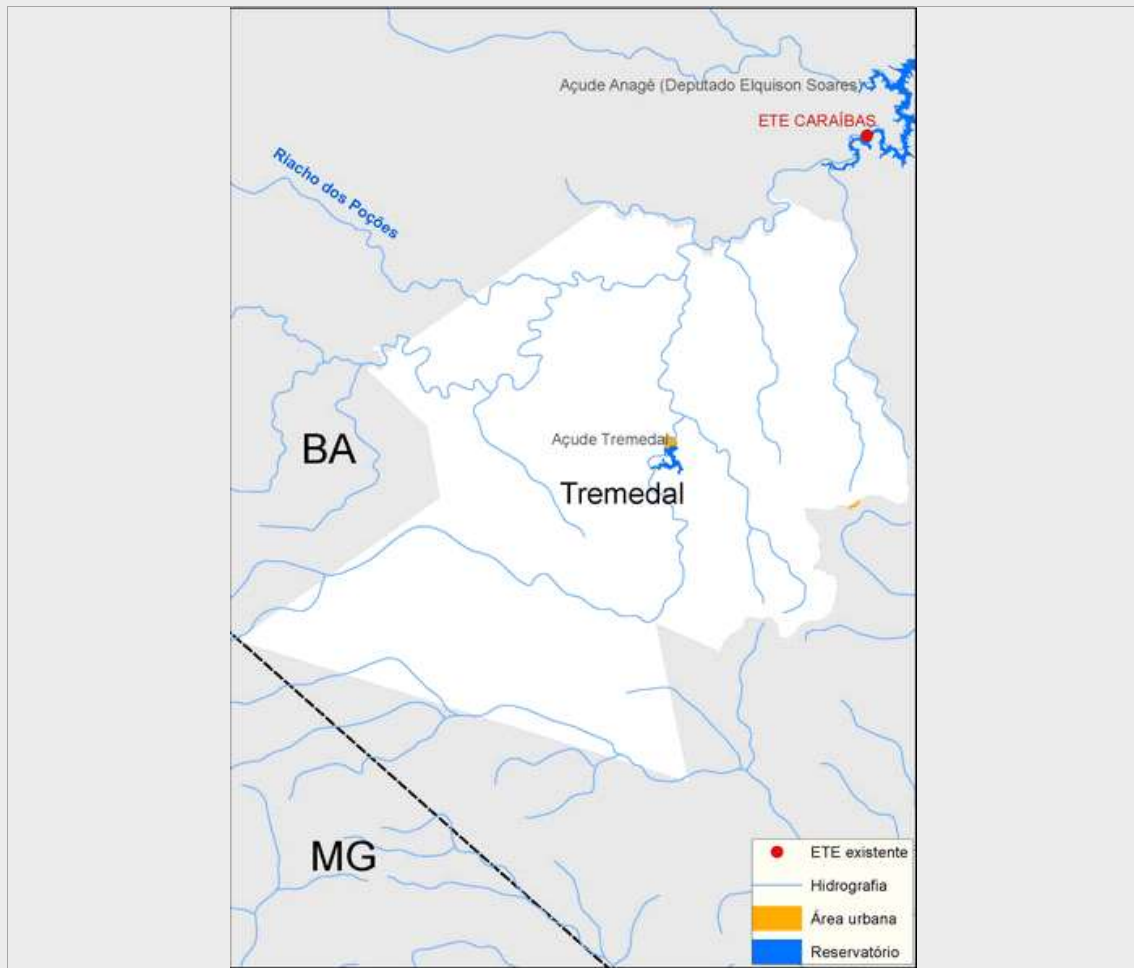 Açude Anagé (Deputado Elquison Soares)
ETE CARAÍBAS
Riacho dos Poções
BA
Açude Tremedal
Tremedal
MG
ETE existente
Hidrografia
Área urbana
Reservatório